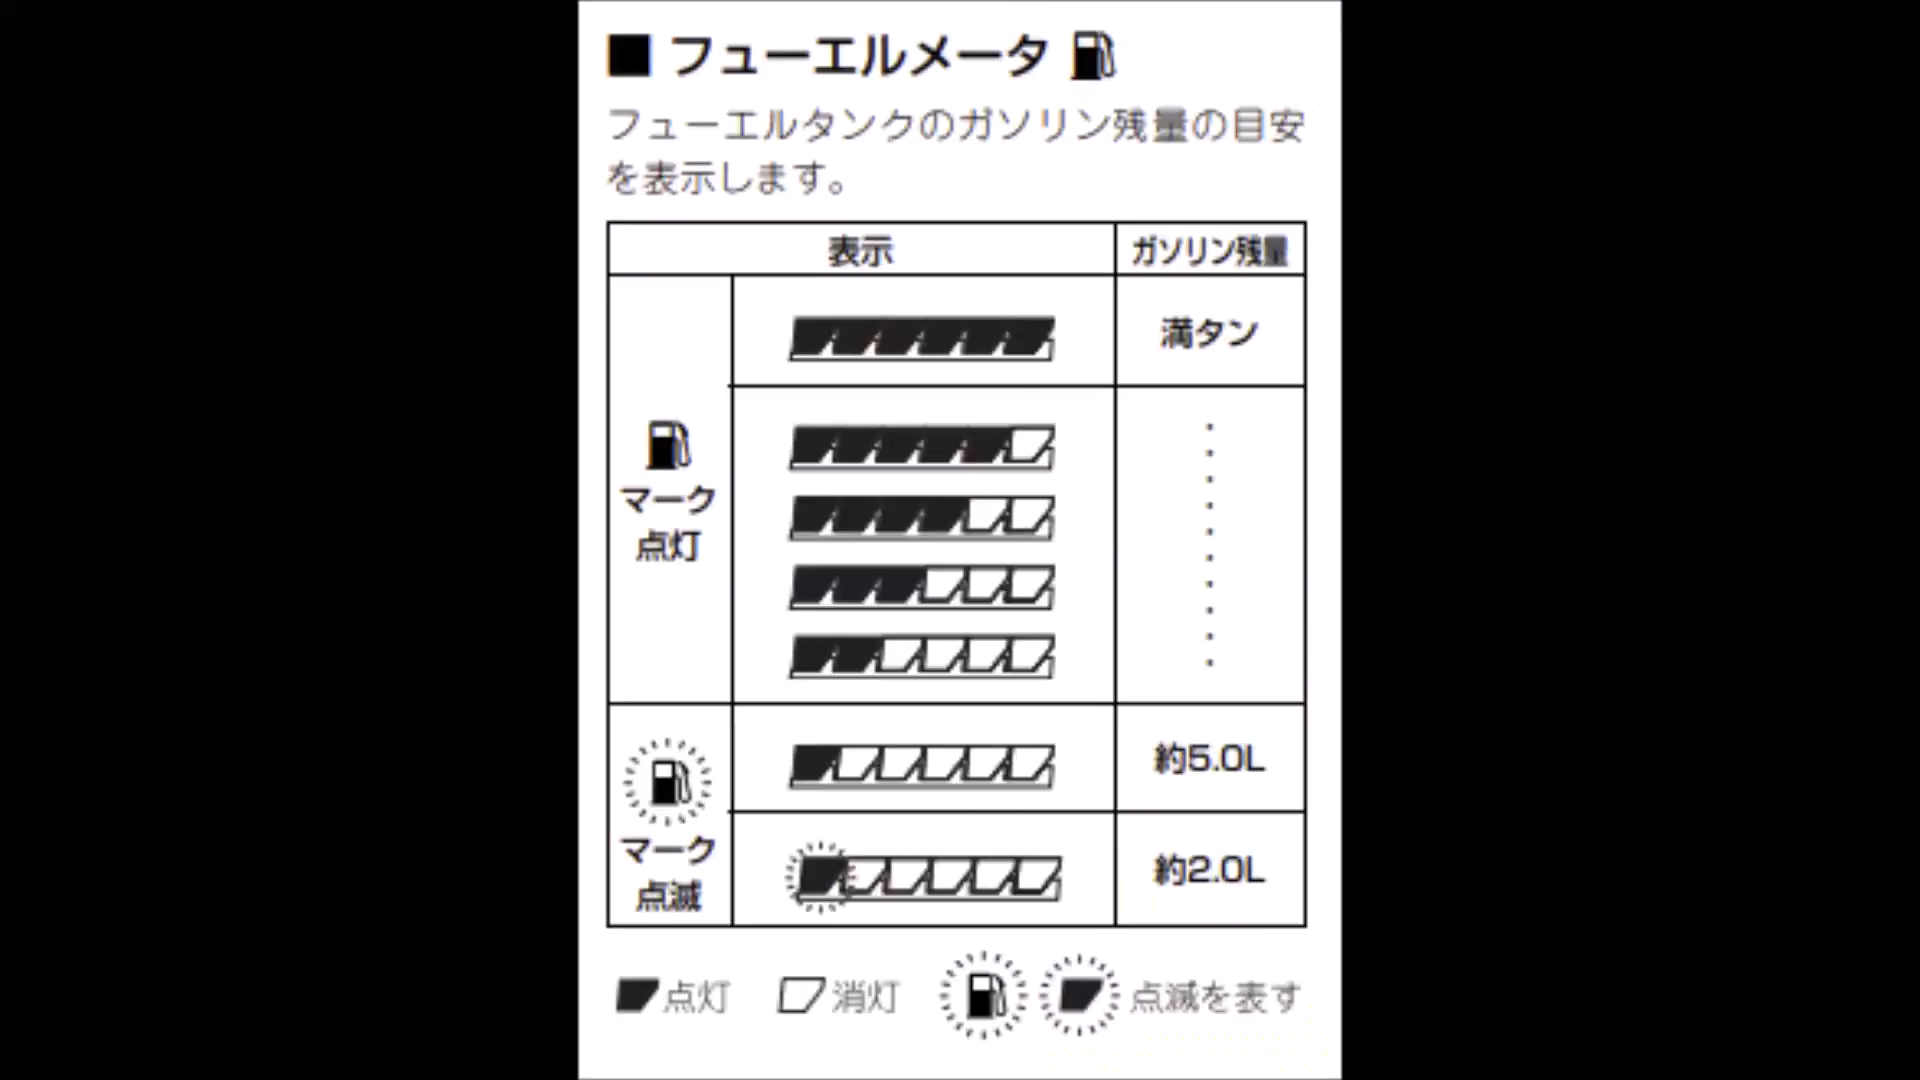 ■ フューエルメータ
フューエルタンクのガソリン残量の目安
を表示します。
表示 ガソリン残量
満タン
マーク
点灯
約5.0L
マーク
点滅
約2.0L
点灯 消灯 点滅を表す